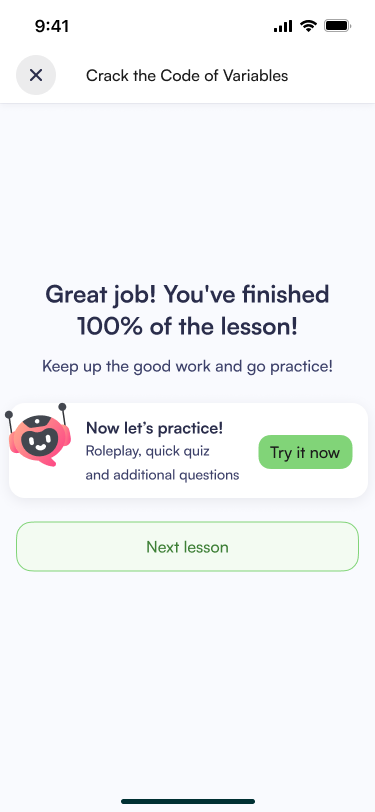 9:41
Crack the Code of Variables
Great job! You've finished
100% of the lesson!
Keep up the good work and go practice!
Now let’s practice!
Roleplay, quick quiz
and additional questions
Try it now
Next lesson